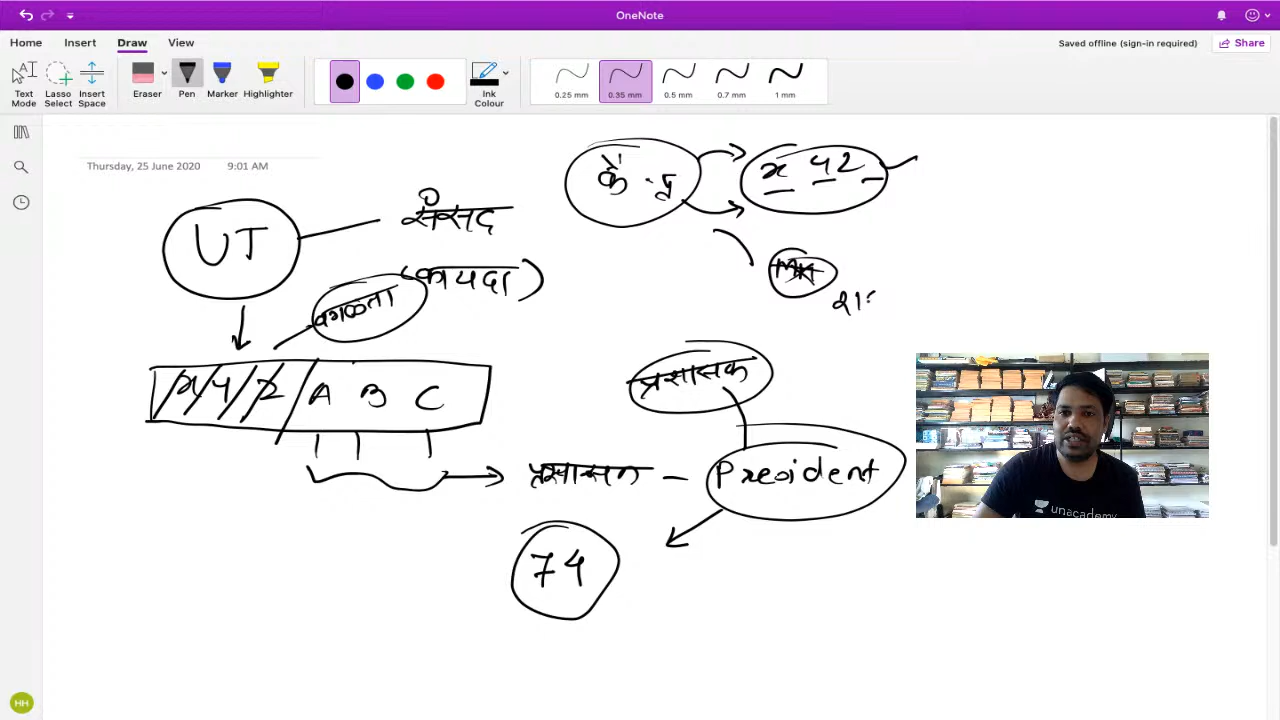 OneNote
Home Insert Draw View
Saved offline (sign-in required) Share
Text Mode
Lasso Select
Insert Space
Eraser
Pen
Marker
Highlighter
Ink Colour
0.25 mm
0.35 mm
0.5 mm
0.7 mm
1 mm
Thursday, 25 June 2020 9:01 AM
के. प्र
x y z
UT
संसद
(कायदा)
वगळता
x y z A B C
प्रशासक
प्रशासन - President
74
unacademy
HH